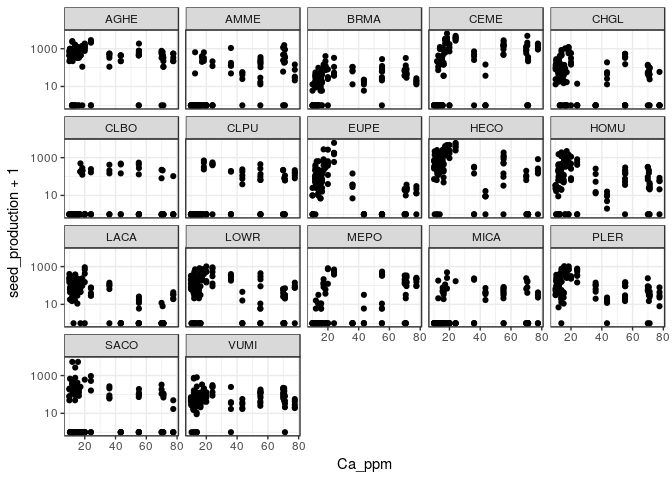 AGHE AMME BRMA CEME CHGL
1000
10
CLBO CLPU EUPE HECO HOMU
1000
10
LACA LOWR MEPO MICA PLER
1000
10
20 40 60 80 20 40 60 80 20 40 60 80
SACO VUMI
1000
10
20 40 60 80 20 40 60 80
Ca_ppm
seed_production + 1